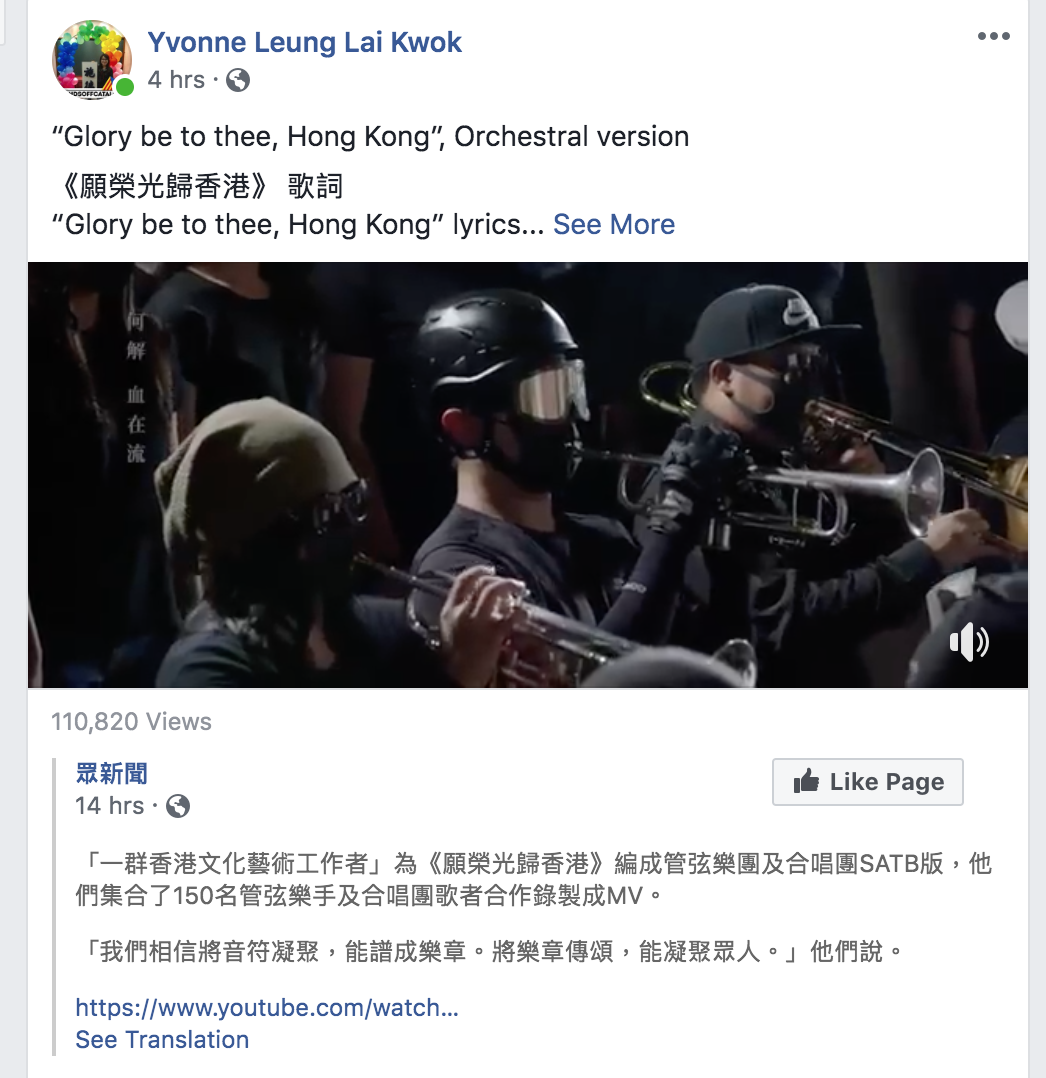 Yvonne Leung Lai Kwok
4 hrs ·
“Glory be to thee, Hong Kong”, Orchestral version
《願榮光歸香港》 歌詞
“Glory be to thee, Hong Kong” lyrics... See More
何解 血在流
110,820 Views
眾新聞
Like Page
14 hrs ·
「一群香港文化藝術工作者」為《願榮光歸香港》編成管弦樂團及合唱團SATB版，他
們集合了150名管弦樂手及合唱團歌者合作錄製成MV。
「我們相信將音符凝聚，能譜成樂章。將樂章傳頌，能凝聚眾人。」他們說。
https://www.youtube.com/watch...
See Translation